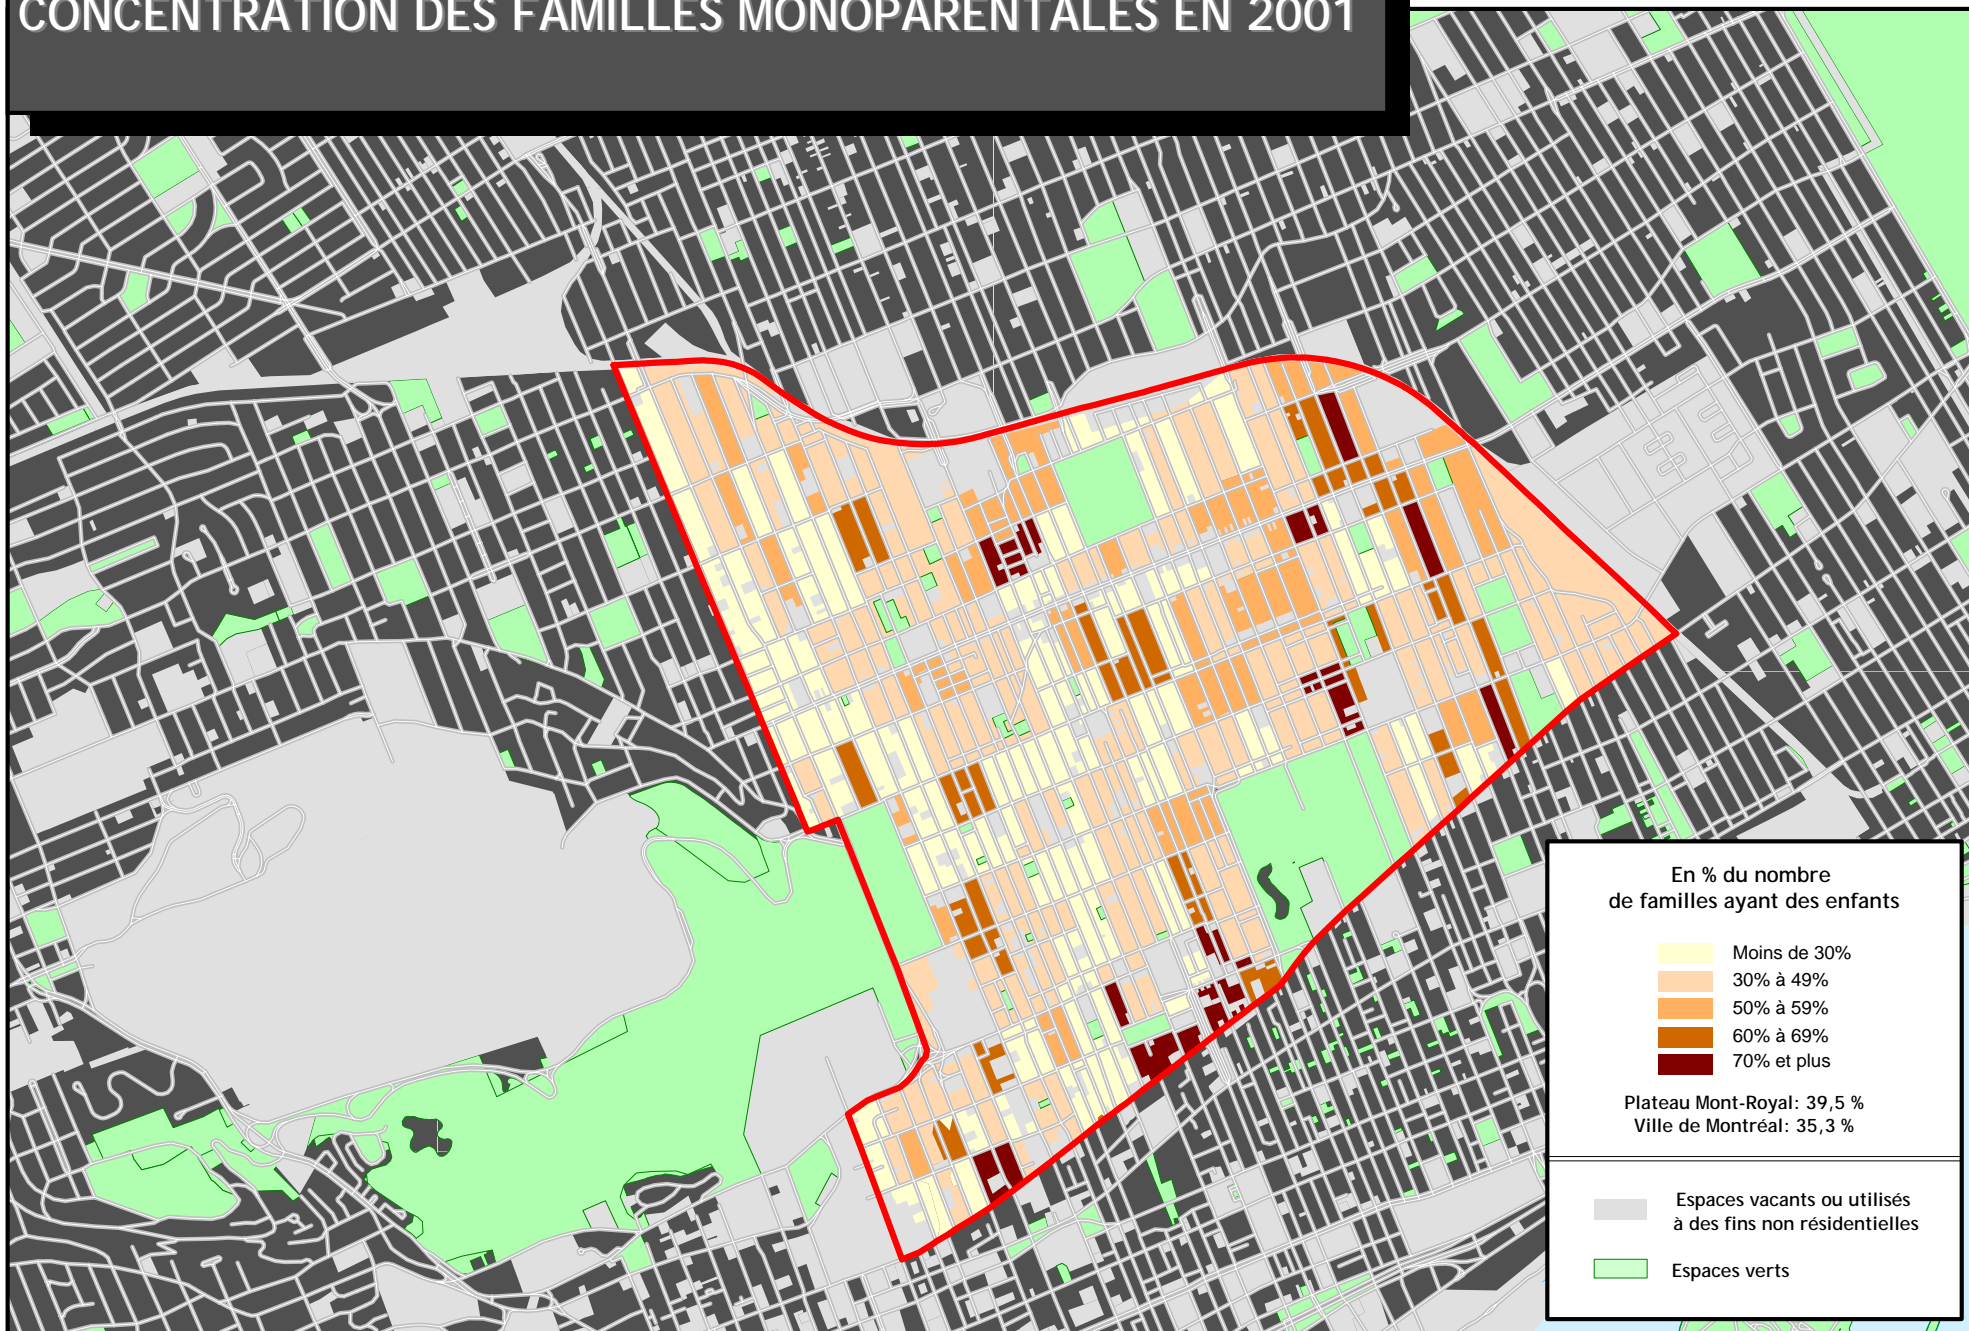 CONCENTRATION DES FAMILLES MONOPARENTALES EN 2001
En % du nombre
de familles ayant des enfants
Moins de 30%
30% à 49%
50% à 59%
60% à 69%
70% et plus
Plateau Mont-Royal: 39,5 %
Ville de Montréal: 35,3 %
Espaces vacants ou utilisés
à des fins non résidentielles
Espaces verts